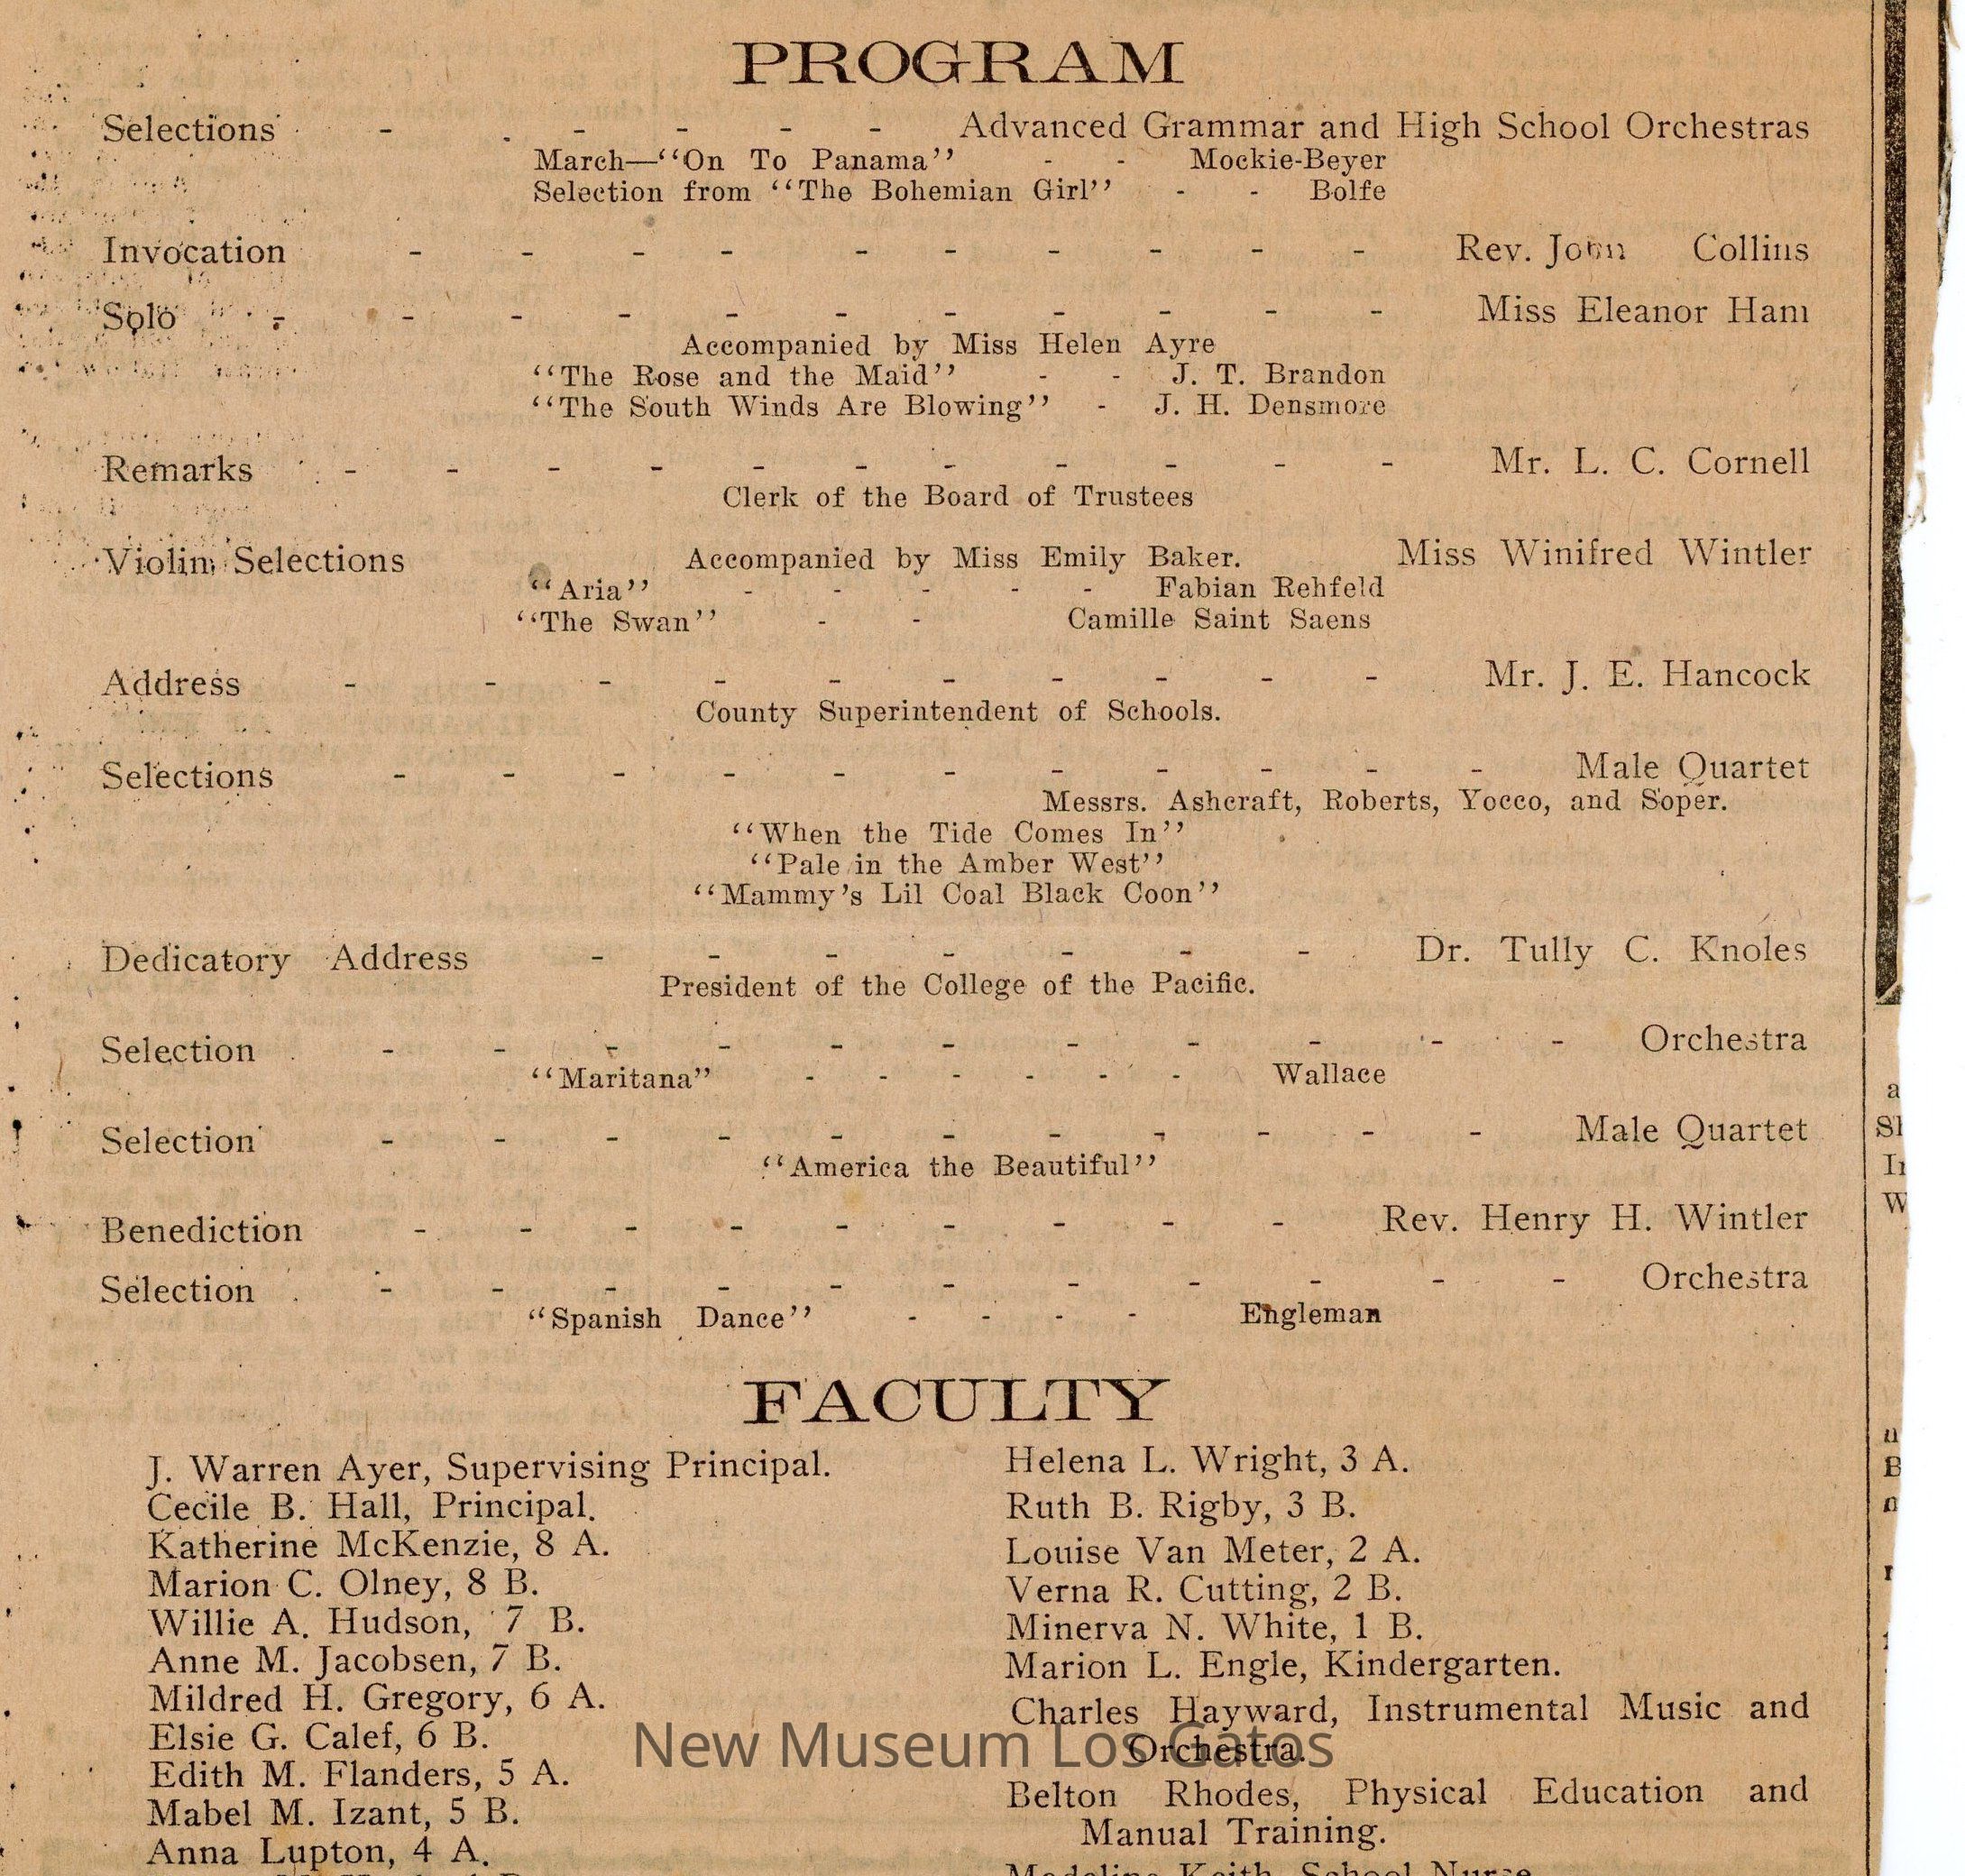 PROGRAM
Selections - - - - - Advanced Grammar and High School Orchestras
March—“On To Panama” - - Mockie-Beyer
Selection from “The Bohemian Girl” - - Bolfe
Invocation - - - - - - - - - - Rev. John Collins
Solo - - - - - - - - - - - Miss Eleanor Ham
Accompanied by Miss Helen Ayre
“The Rose and the Maid” - - J. T. Brandon
“The South Winds Are Blowing” - J. H. Densmore
Remarks - - - - - - - - - - - Mr. L. C. Cornell
Clerk of the Board of Trustees
Violin Selections Accompanied by Miss Emily Baker. Miss Winifred Wintler
“Aria” - - - - - Fabian Rehfeld
“The Swan” - - Camille Saint Saens
Address - - - - - - - - - - Mr. J. E. Hancock
County Superintendent of Schools.
Selections - - - - - - - - - - - Male Quartet
Messrs. Ashcraft, Roberts, Yocco, and Soper.
“When the Tide Comes In”
“Pale in the Amber West”
“Mammy’s Lil Coal Black Coon”
Dedicatory Address - - - - - - - Dr. Tully C. Knoles
President of the College of the Pacific.
Selection - - - - - - - - - - - Orchestra
“Maritana” - - - - - - Wallace
Selection - - - - - - - - - - - Male Quartet
“America the Beautiful”
Benediction - - - - - - - - - Rev. Henry H. Wintler
Selection - - - - - - - - - - - Orchestra
“Spanish Dance” - - - - Engleman
FACULTY
J. Warren Ayer, Supervising Principal.
Cecile B. Hall, Principal.
Katherine McKenzie, 8 A.
Marion C. Olney, 8 B.
Willie A. Hudson, 7 B.
Anne M. Jacobsen, 7 B.
Mildred H. Gregory, 6 A.
Elsie G. Calef, 6 B.
Edith M. Flanders, 5 A.
Mabel M. Izant, 5 B.
Anna Lupton, 4 A.
Helena L. Wright, 3 A.
Ruth B. Rigby, 3 B.
Louise Van Meter, 2 A.
Verna R. Cutting, 2 B.
Minerva N. White, 1 B.
Marion L. Engle, Kindergarten.
Charles Hayward, Instrumental Music and
Orchestra.
Belton Rhodes, Physical Education and
Manual Training.
Madeline Keith, School Nurse
New Museum Los Gatos